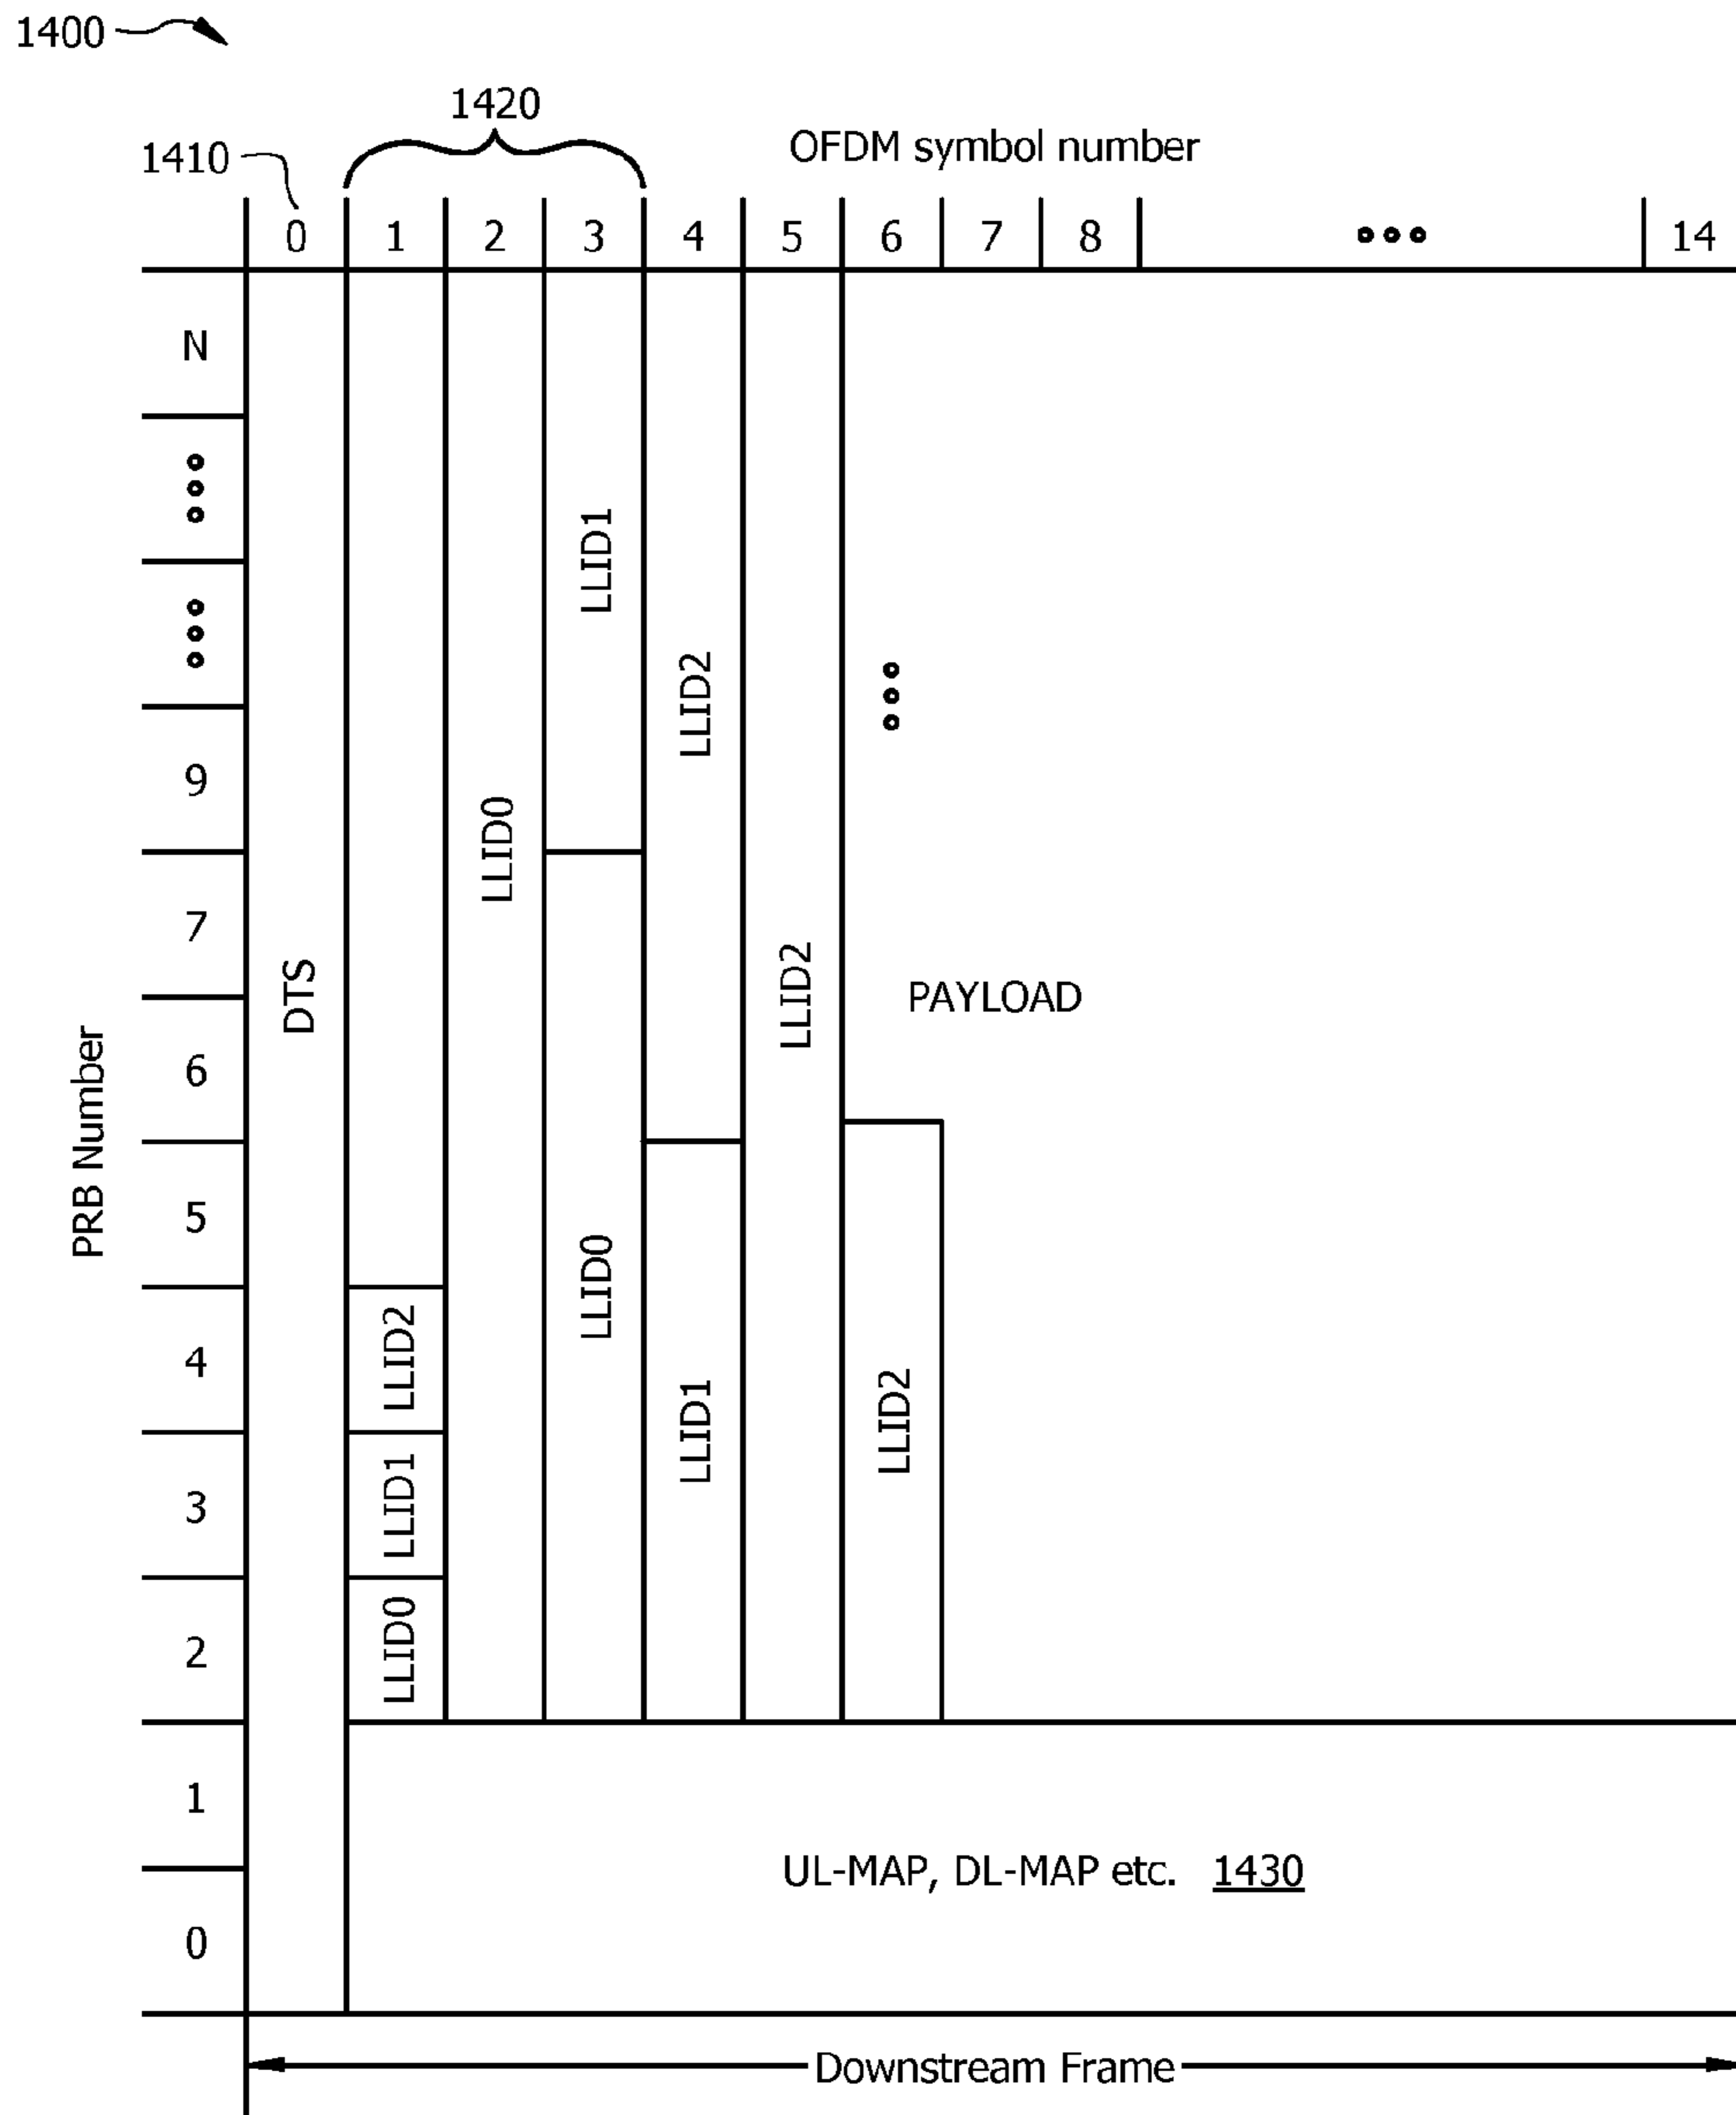 1400
1420
1410
OFDM symbol number
0 1 2 3 4 5 6 7 8 14
N
9
7
6
5
4
3
2
1
0
PRB Number
DTS
LLID2
LLID1
LLID0
LLID0
LLID1
LLID0
LLID2
LLID1
LLID2
LLID2
PAYLOAD
UL-MAP, DL-MAP etc. 1430
Downstream Frame